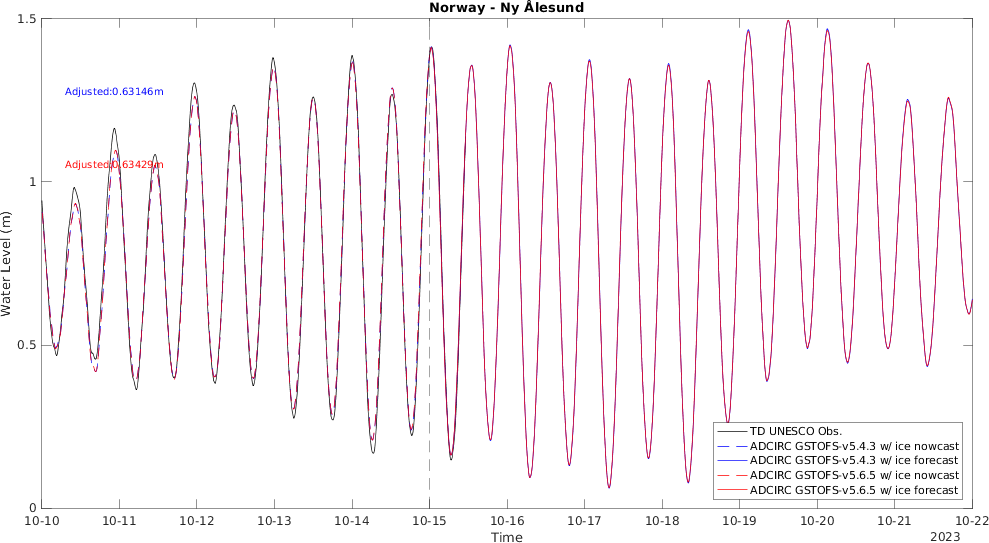 Norway - Ny Ålesund
1.5
Adjusted:0.63146m
Adjusted:0.63429m
1
Water Level (m)
0.5
TD UNESCO Obs.
ADCIRC GSTOFS-v5.4.3 w/ ice nowcast
ADCIRC GSTOFS-v5.4.3 w/ ice forecast
ADCIRC GSTOFS-v5.6.5 w/ ice nowcast
ADCIRC GSTOFS-v5.6.5 w/ ice forecast
0
10-10 10-11 10-12 10-13 10-14 10-15 10-16 10-17 10-18 10-19 10-20 10-21 10-22
Time
2023